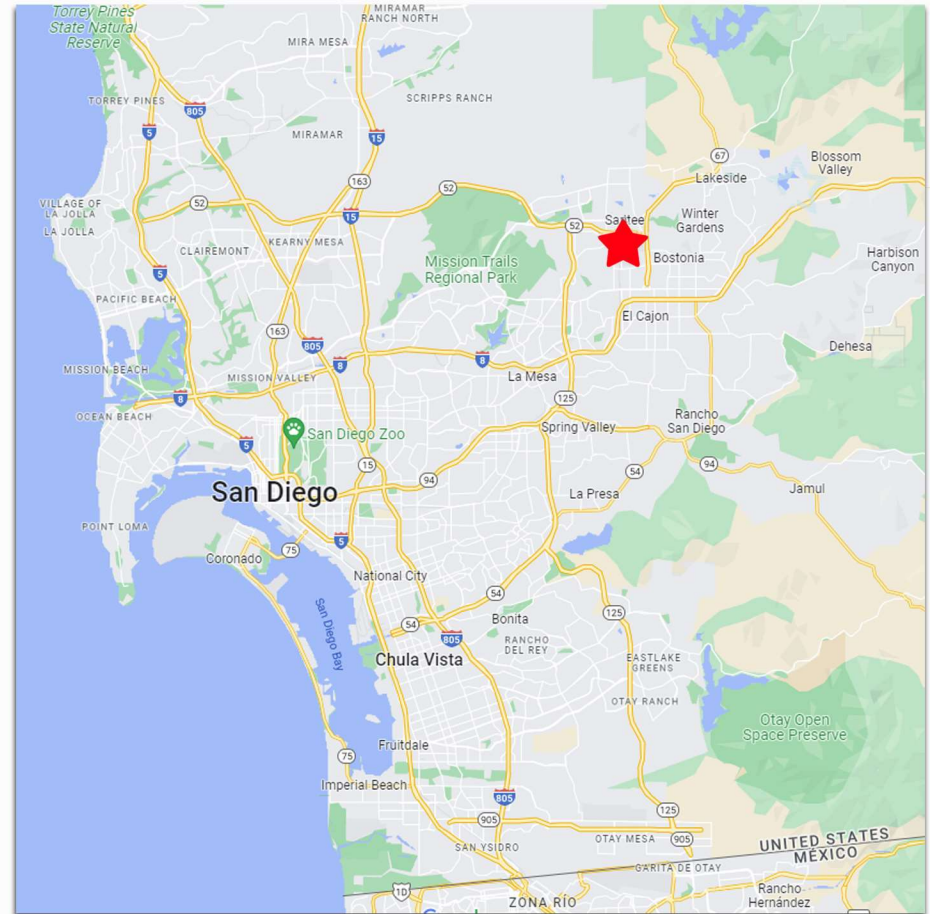 Torrey Pines
State Natural
Reserve
MIRAMAR
RANCH NORTH
MIRA MESA
TORREY PINES
805
SCRIPPS RANCH
5
MIRAMAR
15
67
Blossom
Valley
163
52
Lakeside
52
VILLAGE OF
LA JOLLA
LA JOLLA
15
52
Santee
Winter
Gardens
CLAIREMONT
KEARNY MESA
Mission Trails
Regional Park
Bostonia
Harbison
Canyon
5
PACIFIC BEACH
El Cajon
163
805
Dehesa
8
8
MISSION BEACH
MISSION VALLEY
La Mesa
8
125
OCEAN BEACH
Rancho
San Diego
San Diego Zoo
Spring Valley
5
15
94
54
94
San Diego
La Presa
Jamul
POINT LOMA
5
75
Coronado
National City
54
San Diego Bay
125
54
Bonita
805
RANCHO
DEL REY
Chula Vista
EASTLAKE
GREENS
OTAY RANCH
Otay Open
Space Preserve
Fruitdale
75
Imperial Beach
805
125
905
OTAY MESA
905
SAN YSIDRO
UNITED STATES
MÉXICO
GARITA DE OTAY
1D
Rancho
Hernández
ZONA RÍO